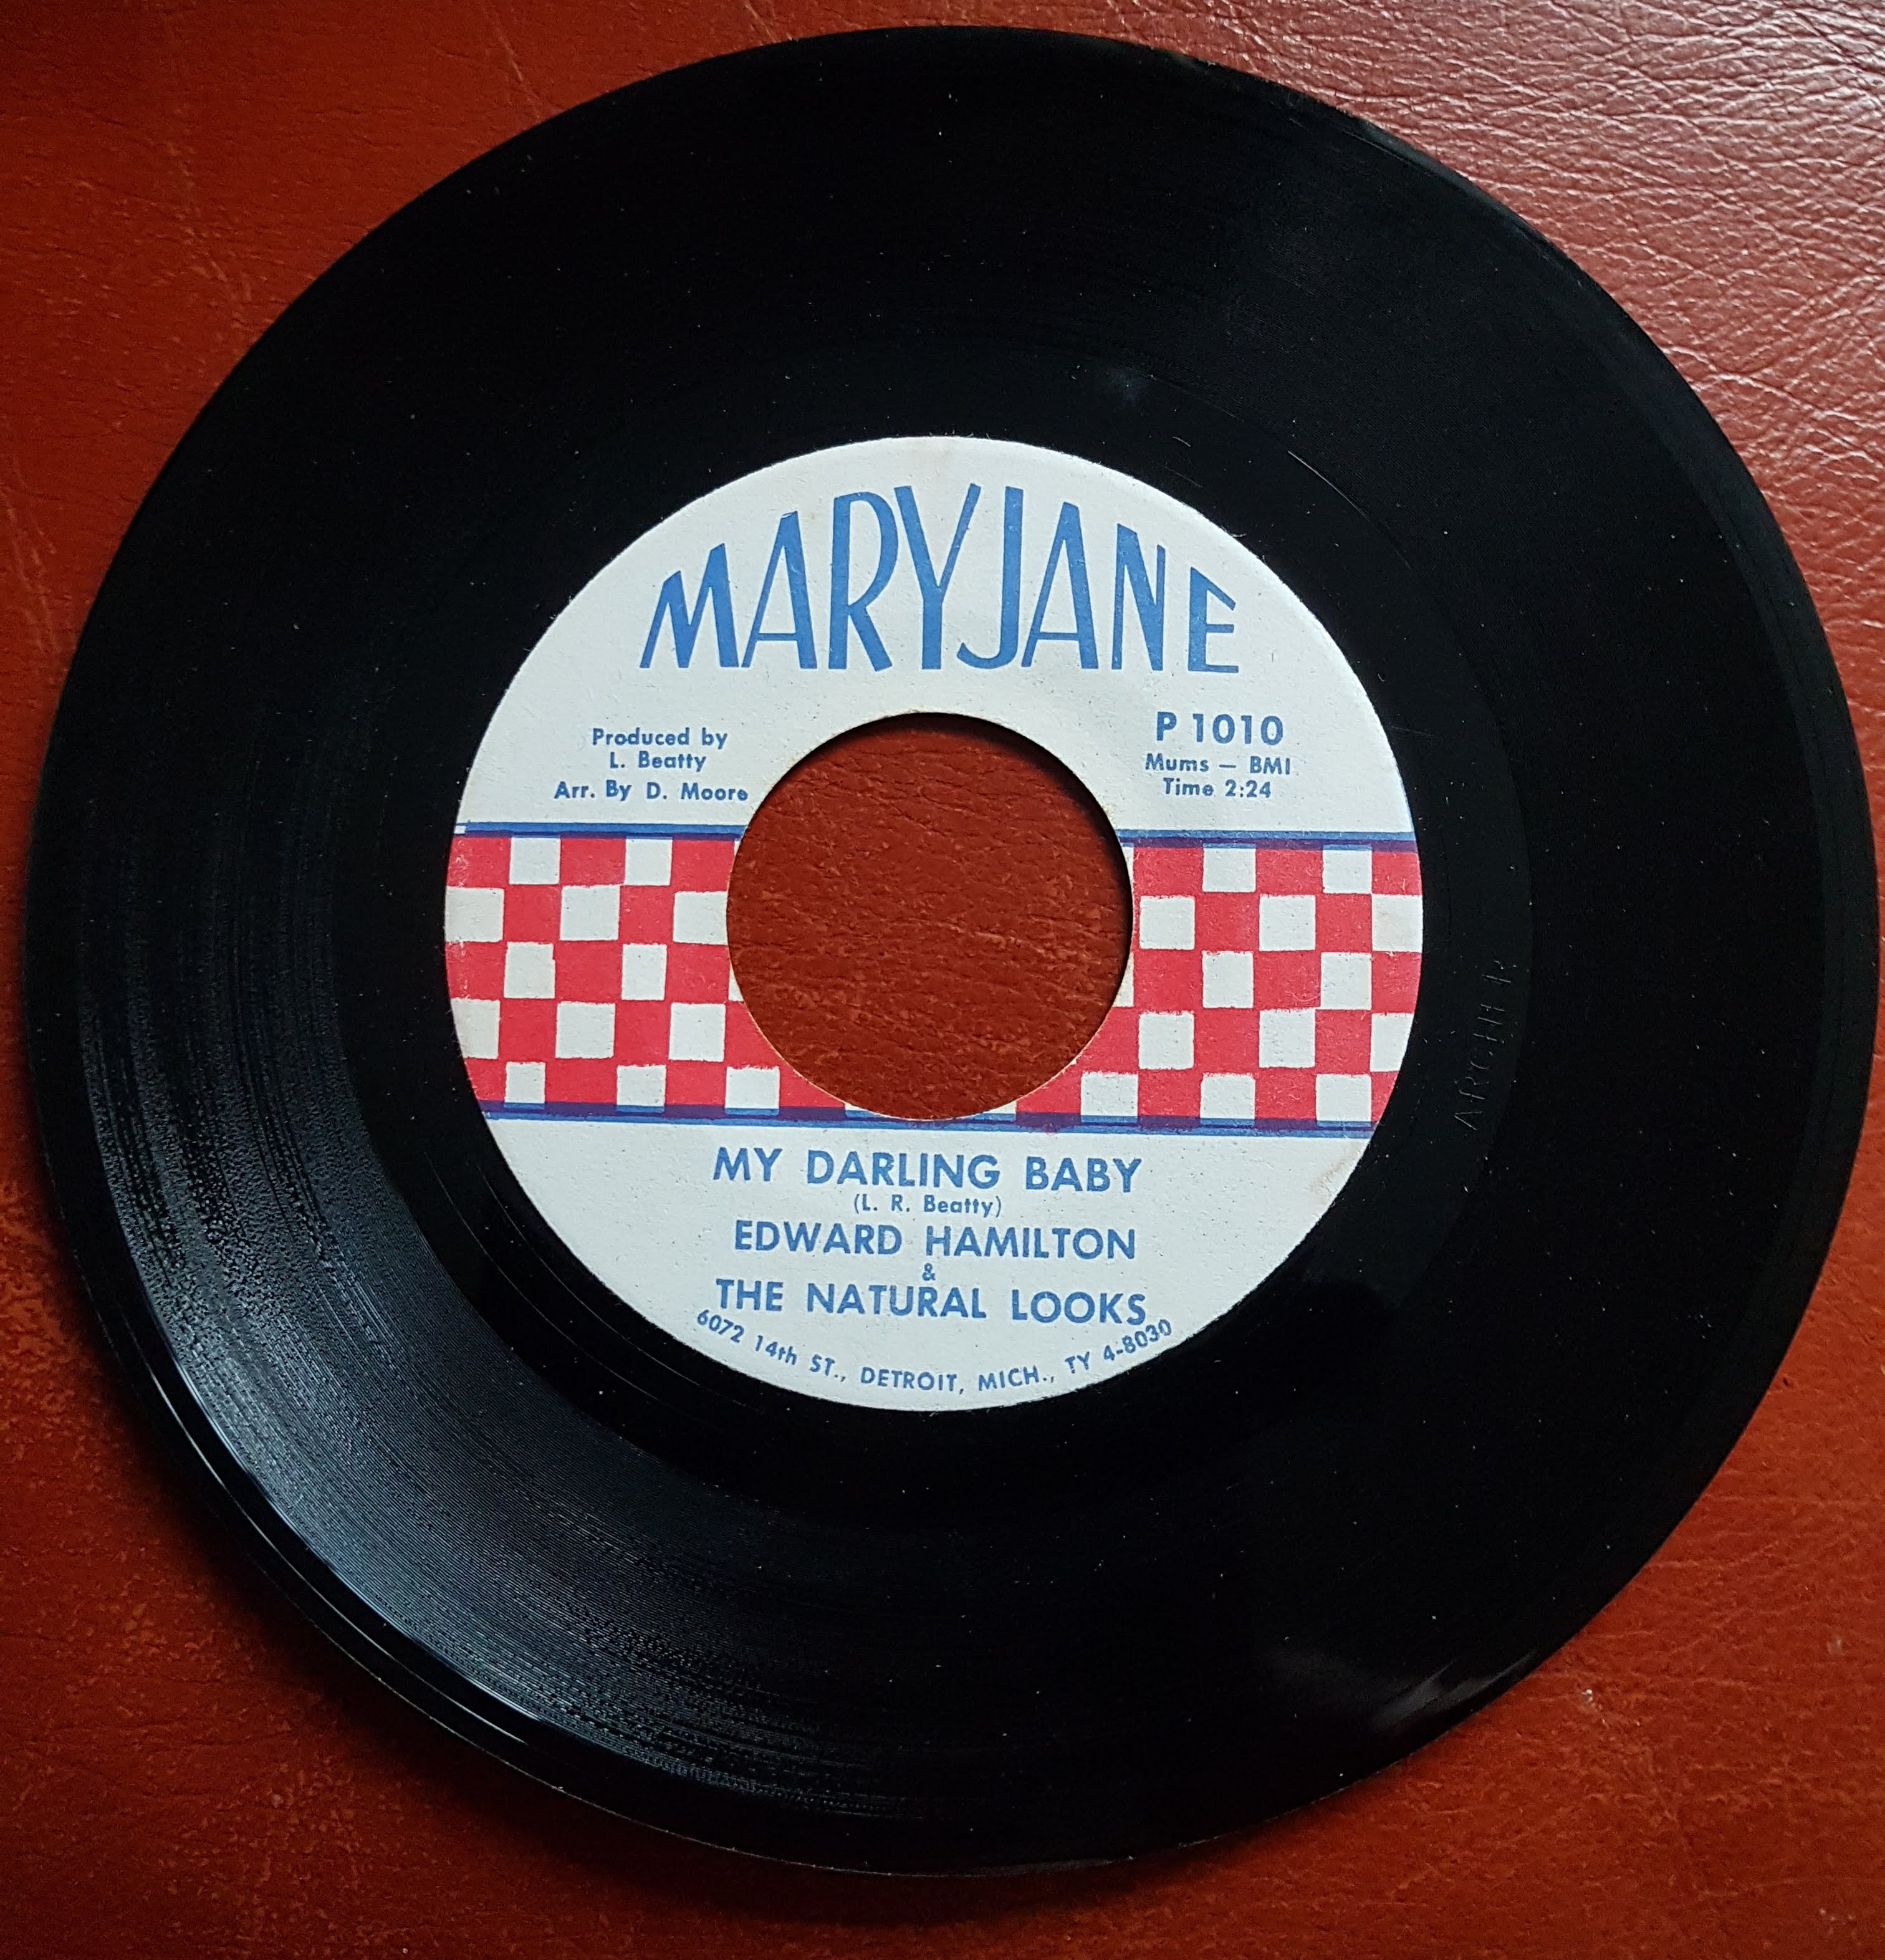 MARYJANE
Produced by
L. Beatty
Arr. By D. Moore
P 1010
Mums — BMI
Time 2:24
MY DARLING BABY
(L. R. Beatty)
EDWARD HAMILTON
&
THE NATURAL LOOKS
6072 14th ST., DETROIT, MICH., TY 4-8030
ARCHER